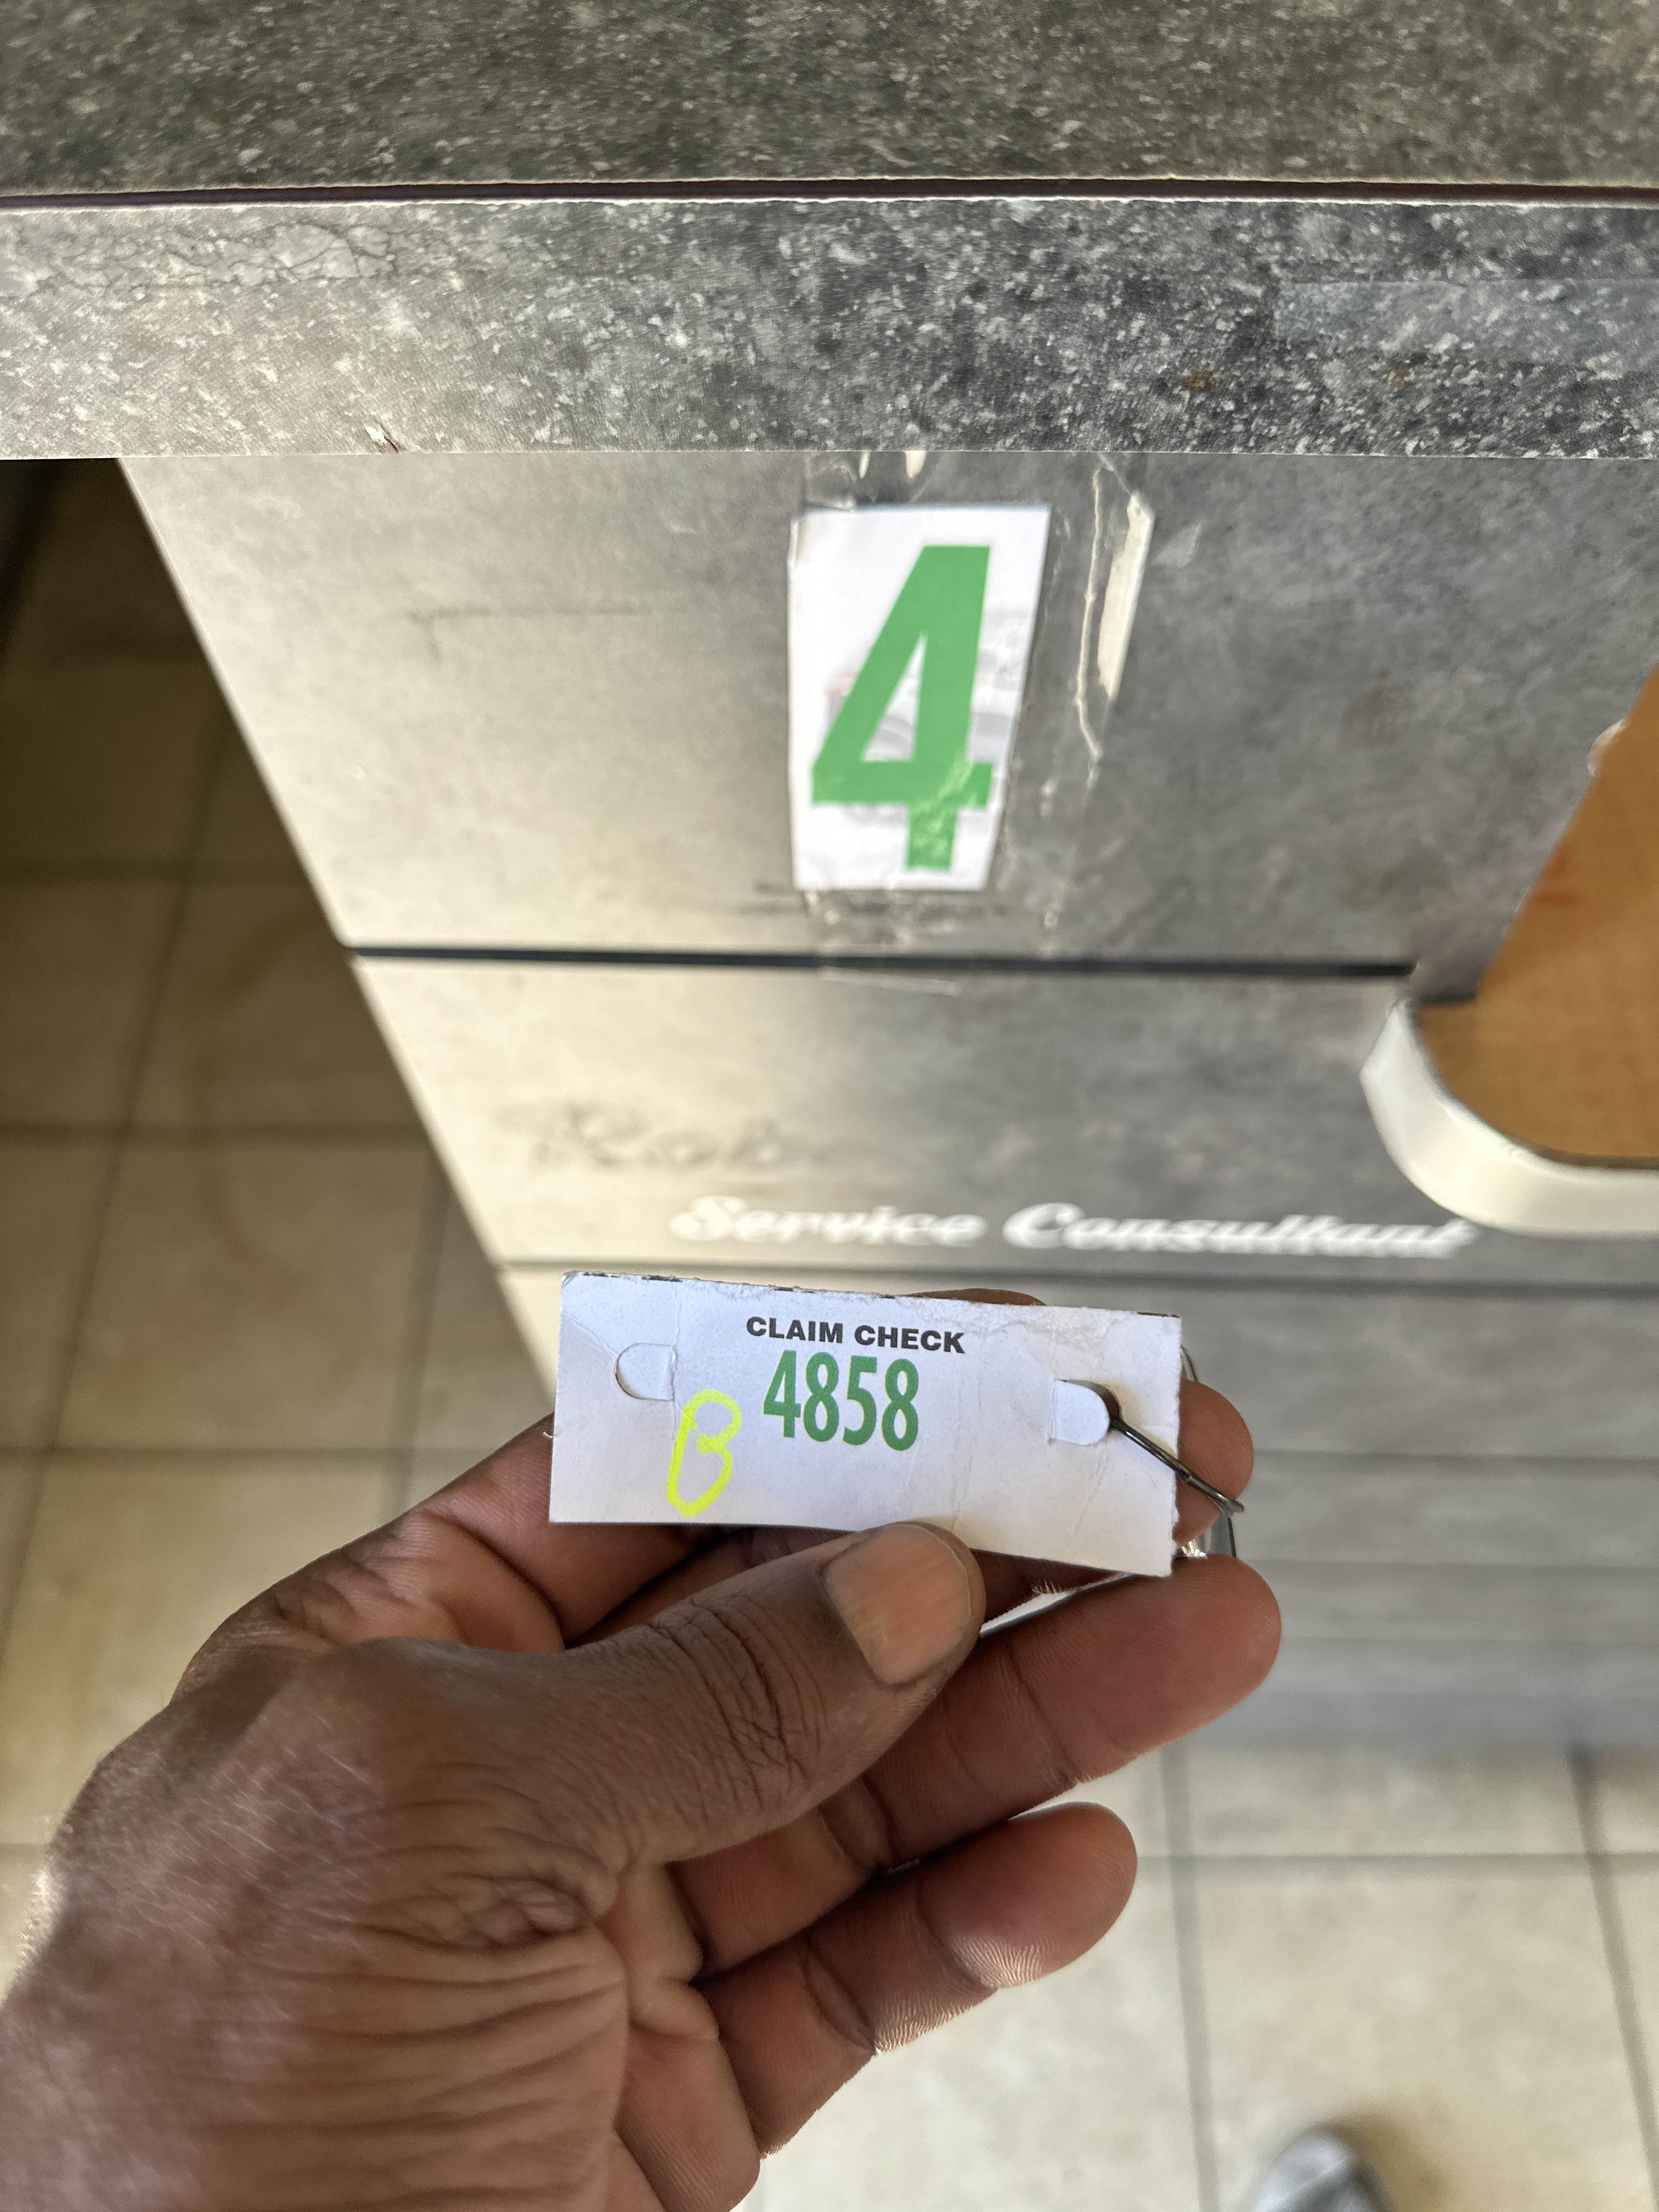 4
Service Consultant
CLAIM CHECK
4858
B